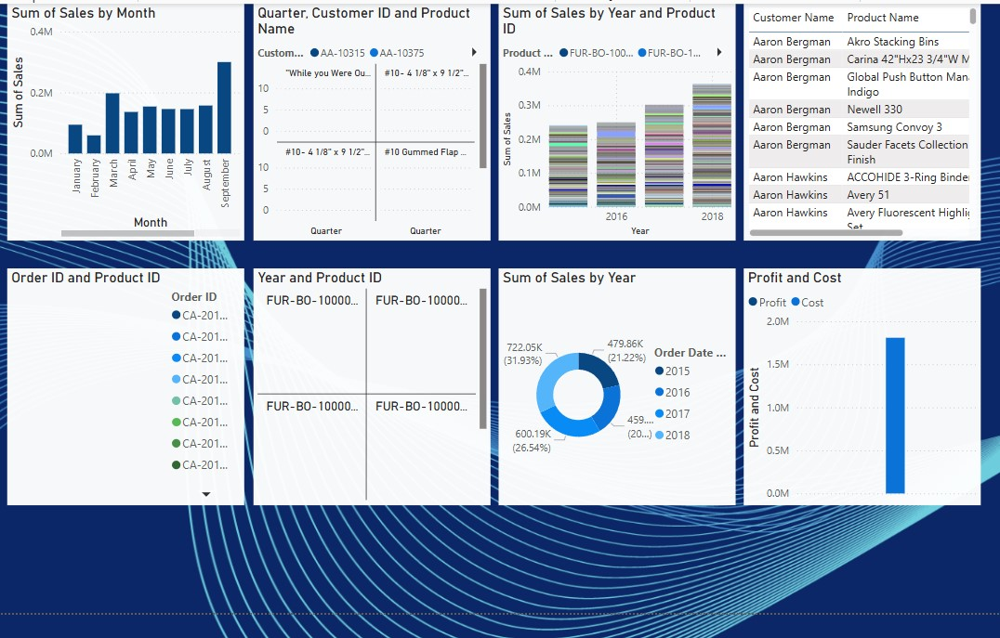 Sum of Sales by Month
0.4M
0.2M
0.0M
Sum of Sales
January
February
March
April
May
June
July
August
September
Month
Quarter, Customer ID and Product
Name
Custom... AA-10315 AA-10375
"While you Were Ou... #10- 4 1/8" x 9 1/2"...
10
5
0
#10- 4 1/8" x 9 1/2"... #10 Gummed Flap ...
10
5
0
Quarter Quarter
Sum of Sales by Year and Product
ID
Product ... FUR-BO-100... FUR-BO-1...
0.4M
0.3M
0.2M
0.1M
0.0M
Sum of Sales
2016 2018
Year
Customer Name Product Name
Aaron Bergman Akro Stacking Bins
Aaron Bergman Carina 42"Hx23 3/4"W M
Aaron Bergman Global Push Button Man
Indigo
Aaron Bergman Newell 330
Aaron Bergman Samsung Convoy 3
Aaron Bergman Sauder Facets Collection
Finish
Aaron Hawkins ACCOHIDE 3-Ring Binde
Aaron Hawkins Avery 51
Aaron Hawkins Avery Fluorescent Highlig
Set
Order ID and Product ID
Order ID
CA-201...
CA-201...
CA-201...
CA-201...
CA-201...
CA-201...
CA-201...
CA-201...
Year and Product ID
FUR-BO-10000... FUR-BO-10000...
FUR-BO-10000... FUR-BO-10000...
Sum of Sales by Year
722.05K
(31.93%)
479.86K
(21.22%)
459....
(20...)
600.19K
(26.54%)
Order Date ...
2015
2016
2017
2018
Profit and Cost
Profit Cost
2.0M
1.5M
1.0M
0.5M
0.0M
Profit and Cost